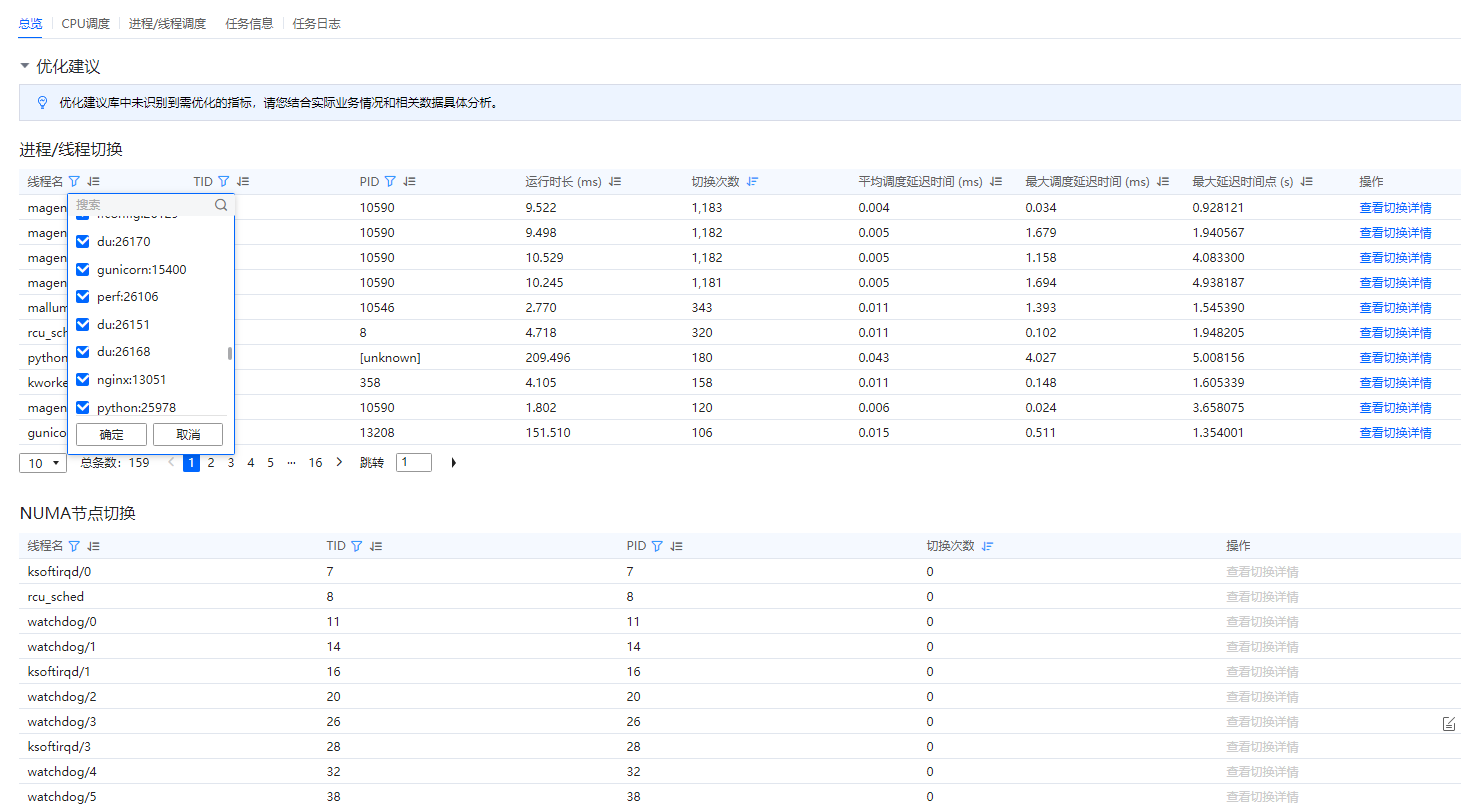 总览 CPU调度 进程/线程调度 任务信息 任务日志
优化建议
优化建议库中未识别到需优化的指标，请您结合实际业务情况和相关数据具体分析。
进程/线程切换
线程名 TID PID 运行时长 (ms) 切换次数 平均调度延迟时间 (ms) 最大调度延迟时间 (ms) 最大延迟时间点 (s) 操作
magen 10590 9.522 1,183 0.004 0.034 0.928121 查看切换详情
magen 10590 9.498 1,182 0.005 1.679 1.940567 查看切换详情
magen 10590 10.529 1,182 0.005 1.158 4.083300 查看切换详情
magen 10590 10.245 1,181 0.005 1.694 4.938187 查看切换详情
mallum 10546 2.770 343 0.011 1.393 1.545390 查看切换详情
rcu_sch 8 4.718 320 0.011 0.102 1.948205 查看切换详情
python [unknown] 209.496 180 0.043 4.027 5.008156 查看切换详情
kworke 358 4.105 158 0.011 0.148 1.605339 查看切换详情
magen 10590 1.802 120 0.006 0.024 3.658075 查看切换详情
gunico 13208 151.510 106 0.015 0.511 1.354001 查看切换详情
搜索
du:26170
gunicorn:15400
perf:26106
du:26151
du:26168
nginx:13051
python:25978
确定 取消
10 总条数：159 1 2 3 4 5 ... 16 跳转 1
NUMA节点切换
线程名 TID PID 切换次数 操作
ksoftirqd/0 7 7 0 查看切换详情
rcu_sched 8 8 0 查看切换详情
watchdog/0 11 11 0 查看切换详情
watchdog/1 14 14 0 查看切换详情
ksoftirqd/1 16 16 0 查看切换详情
watchdog/2 20 20 0 查看切换详情
watchdog/3 26 26 0 查看切换详情
ksoftirqd/3 28 28 0 查看切换详情
watchdog/4 32 32 0 查看切换详情
watchdog/5 38 38 0 查看切换详情